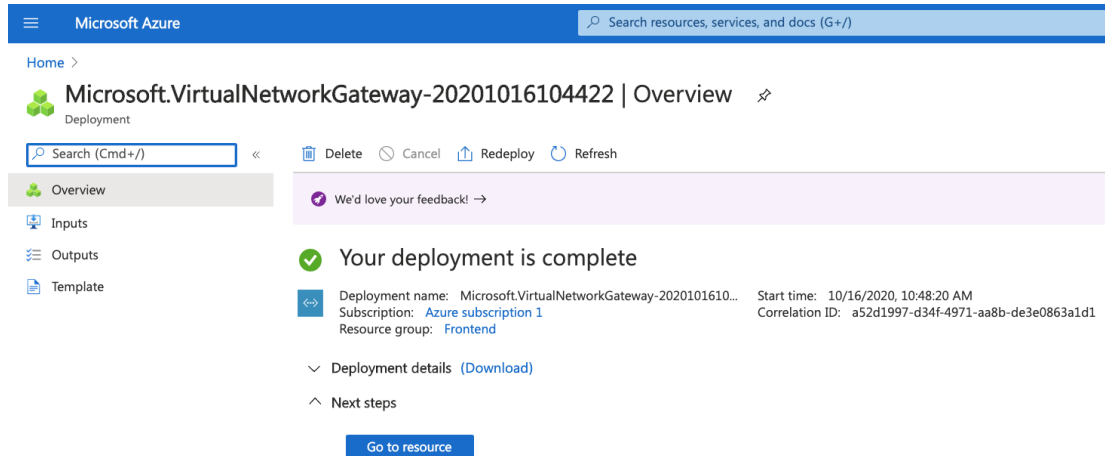 Microsoft Azure
Search resources, services, and docs (G+/)
Home >
Microsoft.VirtualNetworkGateway-20201016104422 | Overview
Deployment
Search (Cmd+/)
«
Delete
Cancel
Redeploy
Refresh
Overview
Inputs
Outputs
Template
We'd love your feedback! →
Your deployment is complete
Deployment name: Microsoft.VirtualNetworkGateway-2020101610...
Subscription: Azure subscription 1
Resource group: Frontend
Start time: 10/16/2020, 10:48:20 AM
Correlation ID: a52d1997-d34f-4971-aa8b-de3e0863a1d1
Deployment details (Download)
Next steps
Go to resource